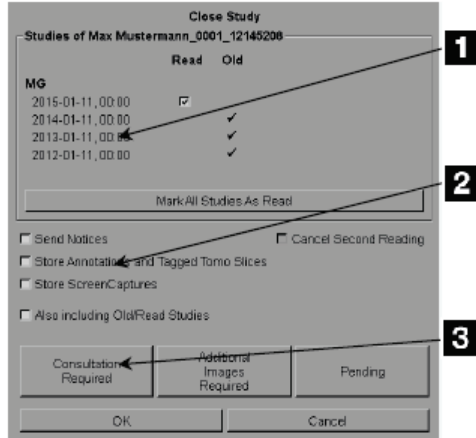 Close Study
Studies of Max Mustermann_0001_12145206
Read Old
MG
2015-01-11, 00:00
2014-01-11, 00:00
2013-01-11, 00:00
2012-01-11, 00:00
Mark All Studies As Read
Send Notices Cancel Second Reading
Store Annotations and Tagged Tomo Slices
Store ScreenCaptures
Also including Old/Read Studies
Consultation Required
Additional Images Required
Pending
OK Cancel
1
2
3